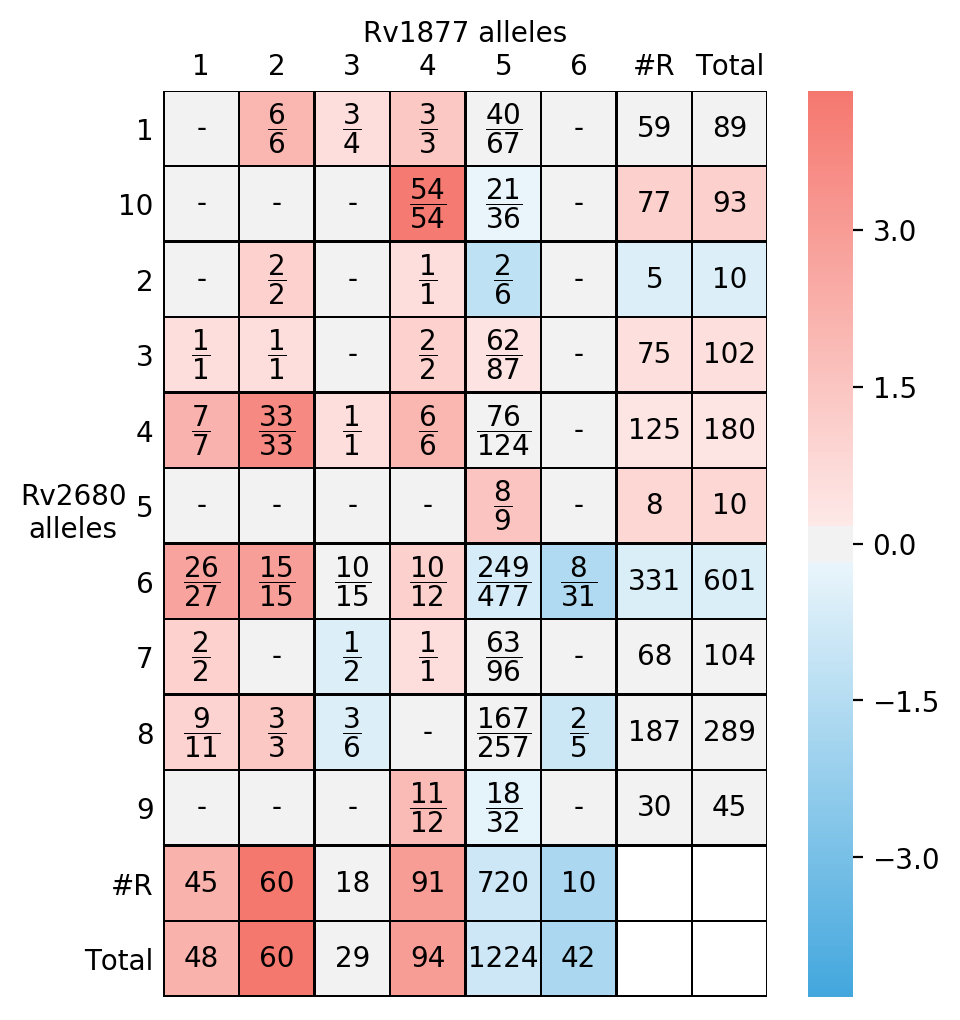 Rv1877 alleles
1 2 3 4 5 6 #R Total
1 - 6/6 3/4 3/3 40/67 - 59 89
10 - - - 54/54 21/36 - 77 93
2 - 2/2 - 1/1 2/6 - 5 10
3 1/1 1/1 - 2/2 62/87 - 75 102
4 7/7 33/33 1/1 6/6 76/124 - 125 180
Rv2680
alleles
5 - - - - 8/9 - 8 10
6 26/27 15/15 10/15 10/12 249/477 8/31 331 601
7 2/2 - 1/2 1/1 63/96 - 68 104
8 9/11 3/3 3/6 - 167/257 2/5 187 289
9 - - - 11/12 18/32 - 30 45
#R 45 60 18 91 720 10
Total 48 60 29 94 1224 42
3.0
1.5
0.0
−1.5
−3.0